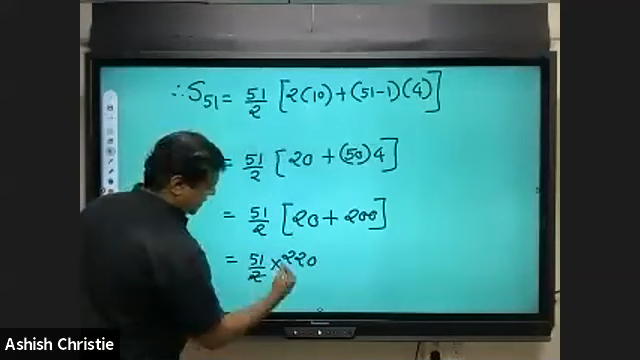 ∴ S51 = 51/2 [2(10) + (51-1)(4)]
= 51/2 [20 + (50)4]
= 51/2 [20 + 200]
= 51/2 × 220
Ashish Christie